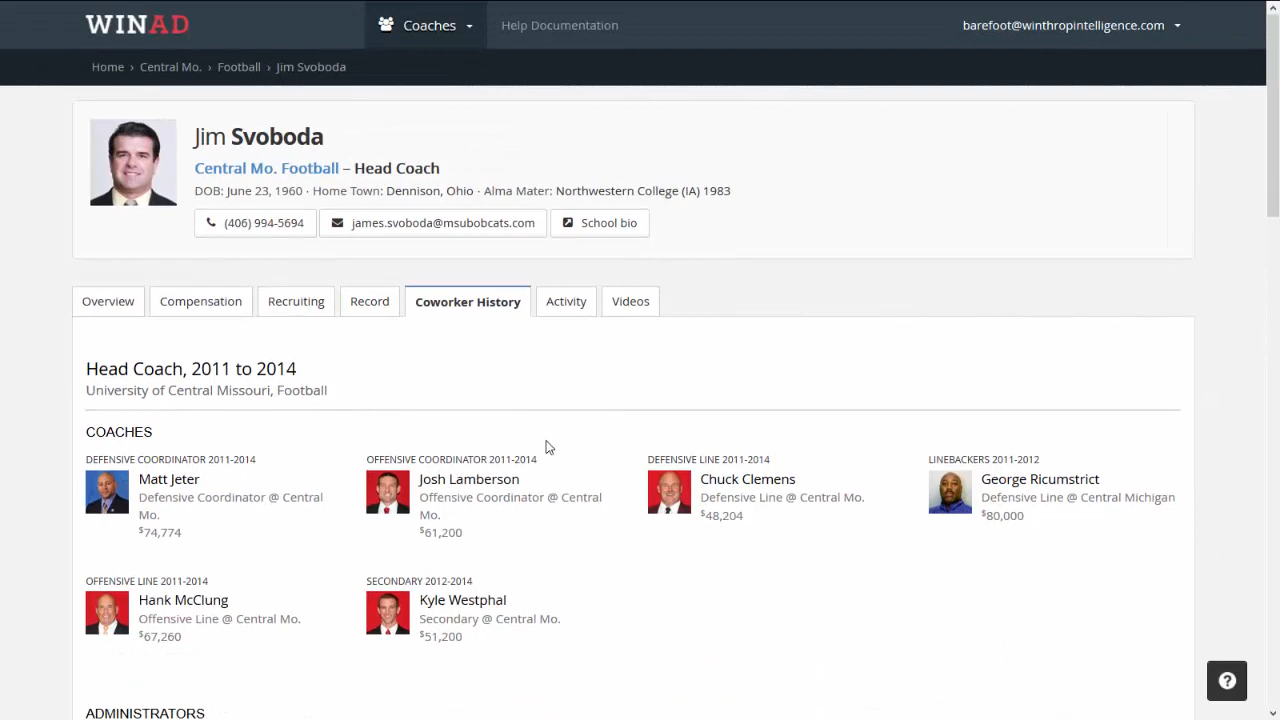 WINAD
Coaches
Help Documentation
barefoot@winthropintelligence.com
Home › Central Mo. › Football › Jim Svoboda
Jim Svoboda
Central Mo. Football – Head Coach
DOB: June 23, 1960 · Home Town: Dennison, Ohio · Alma Mater: Northwestern College (IA) 1983
(406) 994-5694
james.svoboda@msubobcats.com
School bio
Overview
Compensation
Recruiting
Record
Coworker History
Activity
Videos
Head Coach, 2011 to 2014
University of Central Missouri, Football
COACHES
DEFENSIVE COORDINATOR 2011-2014
Matt Jeter
Defensive Coordinator @ Central
Mo.
$74,774
OFFENSIVE COORDINATOR 2011-2014
Josh Lamberson
Offensive Coordinator @ Central
Mo.
$61,200
DEFENSIVE LINE 2011-2014
Chuck Clemens
Defensive Line @ Central Mo.
$48,204
LINEBACKERS 2011-2012
George Ricumstrict
Defensive Line @ Central Michigan
$80,000
OFFENSIVE LINE 2011-2014
Hank McClung
Offensive Line @ Central Mo.
$67,260
SECONDARY 2012-2014
Kyle Westphal
Secondary @ Central Mo.
$51,200
ADMINISTRATORS